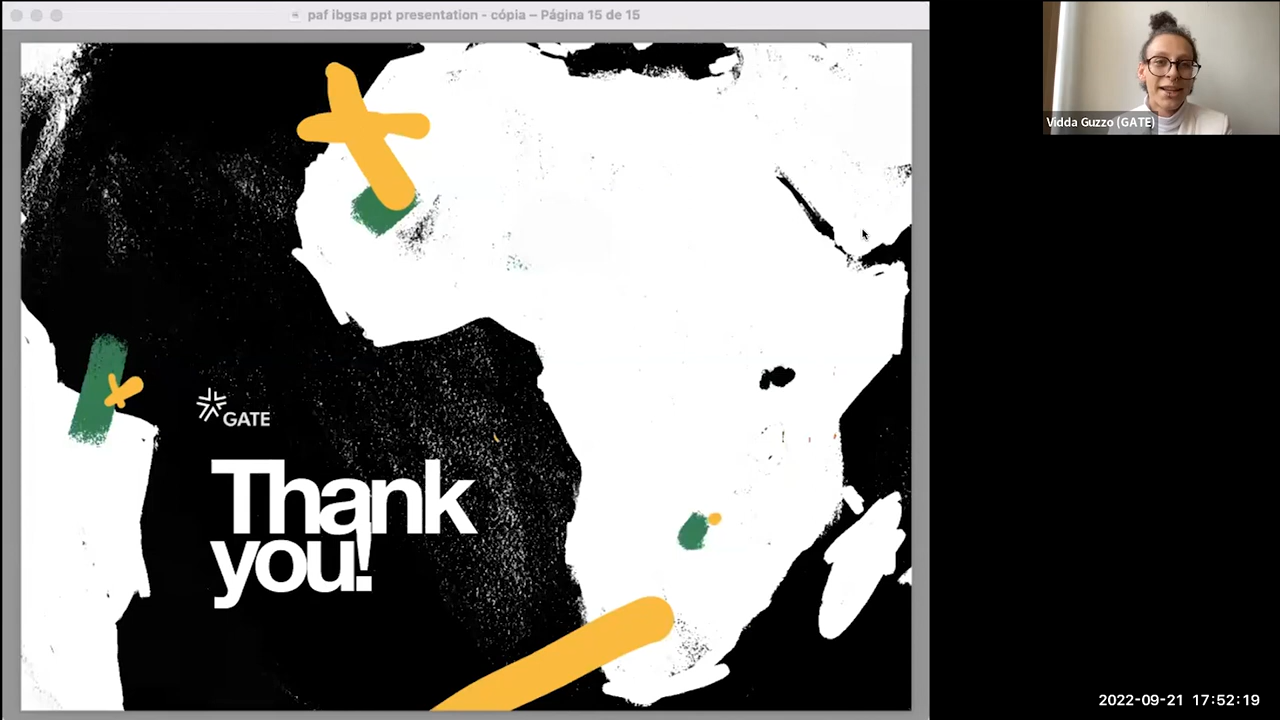 paf ibgsa ppt presentation - cópia – Página 15 de 15
Vidda Guzzo (GATE)
GATE
Thank
you!
2022-09-21 17:52:19